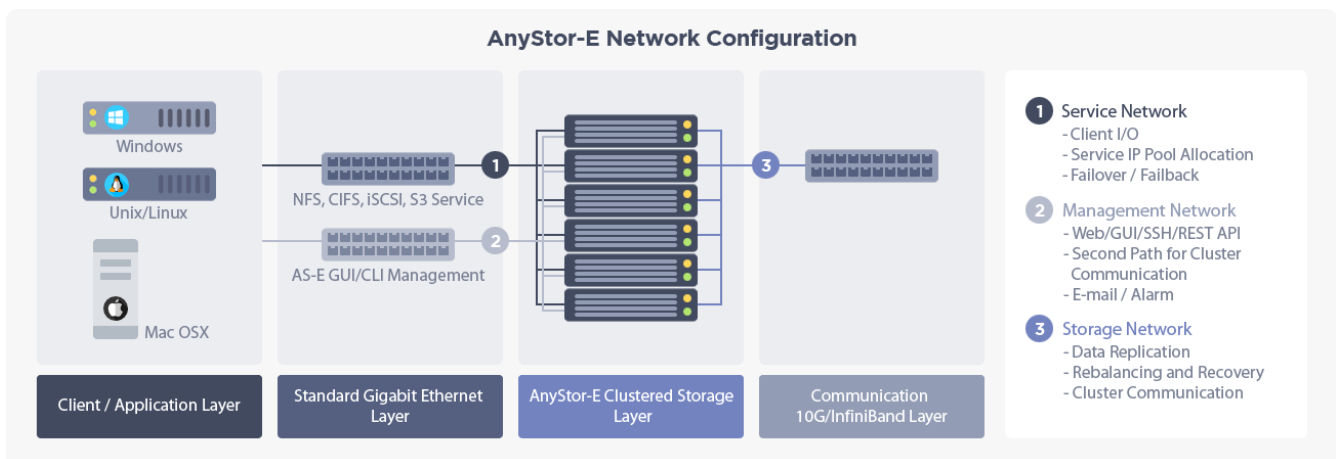 AnyStor-E Network Configuration
Windows
Unix/Linux
Mac OSX
Client / Application Layer
1
NFS, CIFS, iSCSI, S3 Service
2
AS-E GUI/CLI Management
Standard Gigabit Ethernet
Layer
AnyStor-E Clustered Storage
Layer
3
Communication
10G/InfiniBand Layer
1 Service Network
- Client I/O
- Service IP Pool Allocation
- Failover / Failback
2 Management Network
- Web/GUI/SSH/REST API
- Second Path for Cluster
Communication
- E-mail / Alarm
3 Storage Network
- Data Replication
- Rebalancing and Recovery
- Cluster Communication